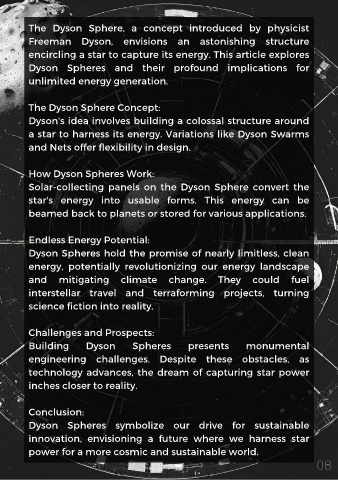 The Dyson Sphere, a concept introduced by physicist
Freeman Dyson, envisions an astonishing structure
encircling a star to capture its energy. This article explores
Dyson Spheres and their profound implications for
unlimited energy generation.
The Dyson Sphere Concept:
Dyson's idea involves building a colossal structure around
a star to harness its energy. Variations like Dyson Swarms
and Nets offer flexibility in design.
How Dyson Spheres Work:
Solar-collecting panels on the Dyson Sphere convert the
star's energy into usable forms. This energy can be
beamed back to planets or stored for various applications.
Endless Energy Potential:
Dyson Spheres hold the promise of nearly limitless, clean
energy, potentially revolutionizing our energy landscape
and mitigating climate change. They could fuel
interstellar travel and terraforming projects, turning
science fiction into reality.
Challenges and Prospects:
Building Dyson Spheres presents monumental
engineering challenges. Despite these obstacles, as
technology advances, the dream of capturing star power
inches closer to reality.
Conclusion:
Dyson Spheres symbolize our drive for sustainable
innovation, envisioning a future where we harness star
power for a more cosmic and sustainable world.
08